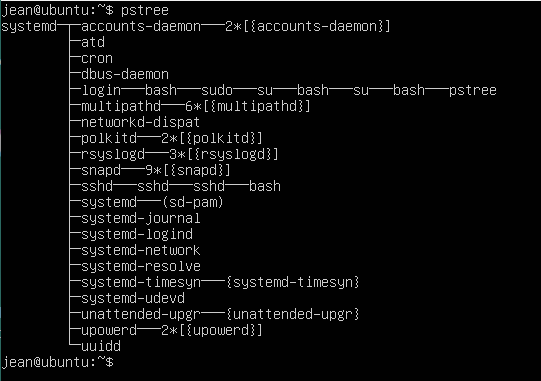 jean@ubuntu:~$ pstree
systemd─┬─accounts-daemon───2*[{accounts-daemon}]
        ├─atd
        ├─cron
        ├─dbus-daemon
        ├─login───bash───sudo───su───bash───su───bash───pstree
        ├─multipathd───6*[{multipathd}]
        ├─networkd-dispat
        ├─polkitd───2*[{polkitd}]
        ├─rsyslogd───3*[{rsyslogd}]
        ├─snapd───9*[{snapd}]
        ├─sshd───sshd───sshd───bash
        ├─systemd───(sd-pam)
        ├─systemd-journal
        ├─systemd-logind
        ├─systemd-network
        ├─systemd-resolve
        ├─systemd-timesyn───{systemd-timesyn}
        ├─systemd-udevd
        ├─unattended-upgr───{unattended-upgr}
        ├─upowerd───2*[{upowerd}]
        └─uuidd
jean@ubuntu:~$